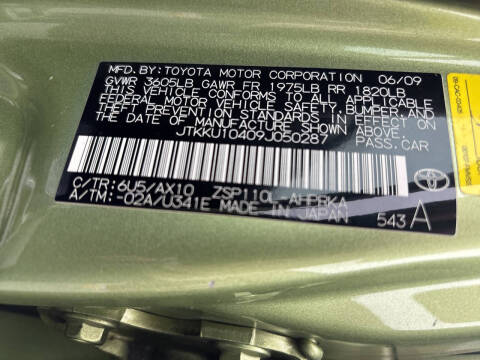 MFD. BY: TOYOTA MOTOR CORPORATION 06/09
GVWR 3605LB GAWR FR 1975LB RR 1820LB
THIS VEHICLE CONFORMS TO ALL APPLICABLE
FEDERAL MOTOR VEHICLE SAFETY, BUMPER, AND
THEFT PREVENTION STANDARDS IN EFFECT ON
THE DATE OF MANUFACTURE SHOWN ABOVE.
JTKKU10409J050287 PASS.CAR
C/TR: 6U5/AX10 ZSP110L-AHPRKA
A/TM: -02A/U341E MADE IN JAPAN
TOYOTA
543 A